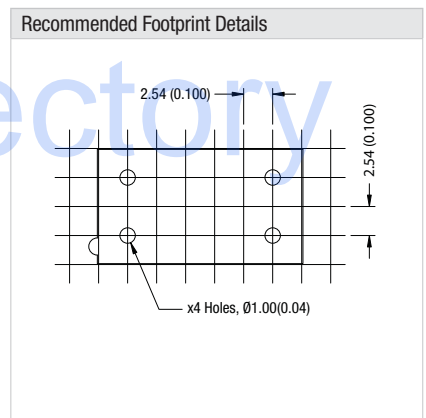 Recommended Footprint Details
ectory
2.54 (0.100)
2.54 (0.100)
x4 Holes, Ø1.00(0.04)